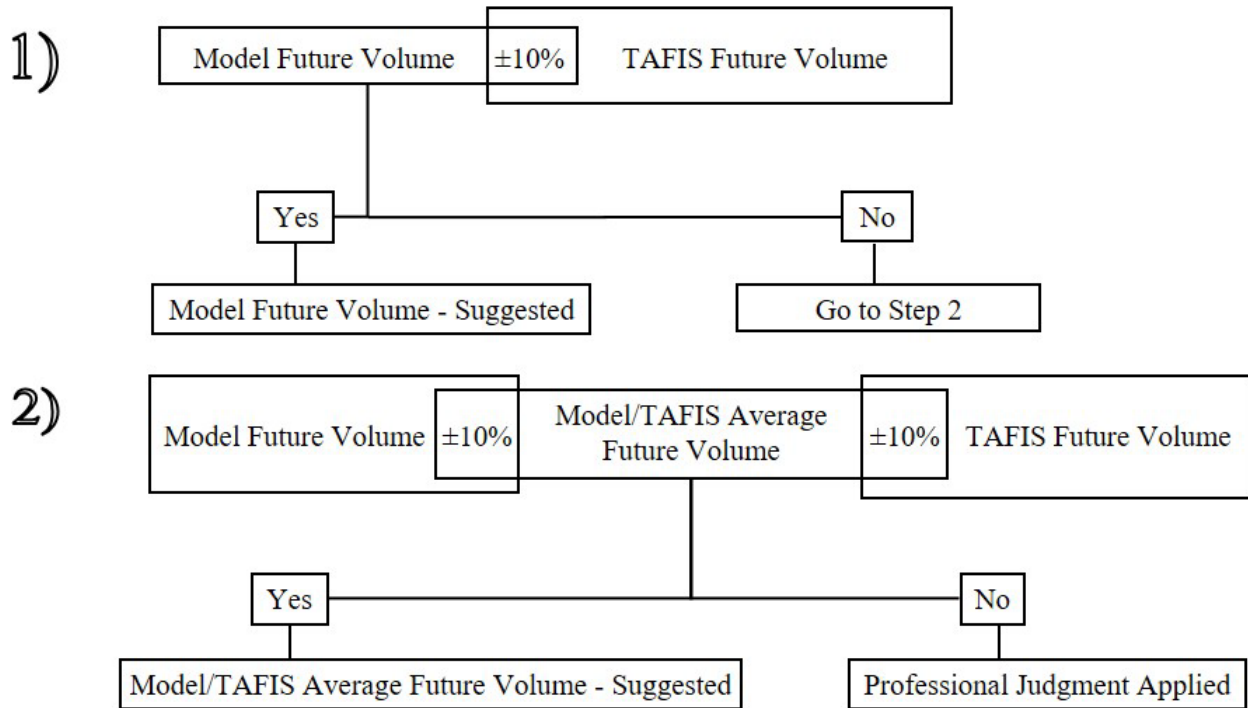 1)
Model Future Volume
±10%
TAFIS Future Volume
Yes
No
Model Future Volume - Suggested
Go to Step 2
2)
Model Future Volume
±10%
Model/TAFIS Average
Future Volume
±10%
TAFIS Future Volume
Yes
No
Model/TAFIS Average Future Volume - Suggested
Professional Judgment Applied